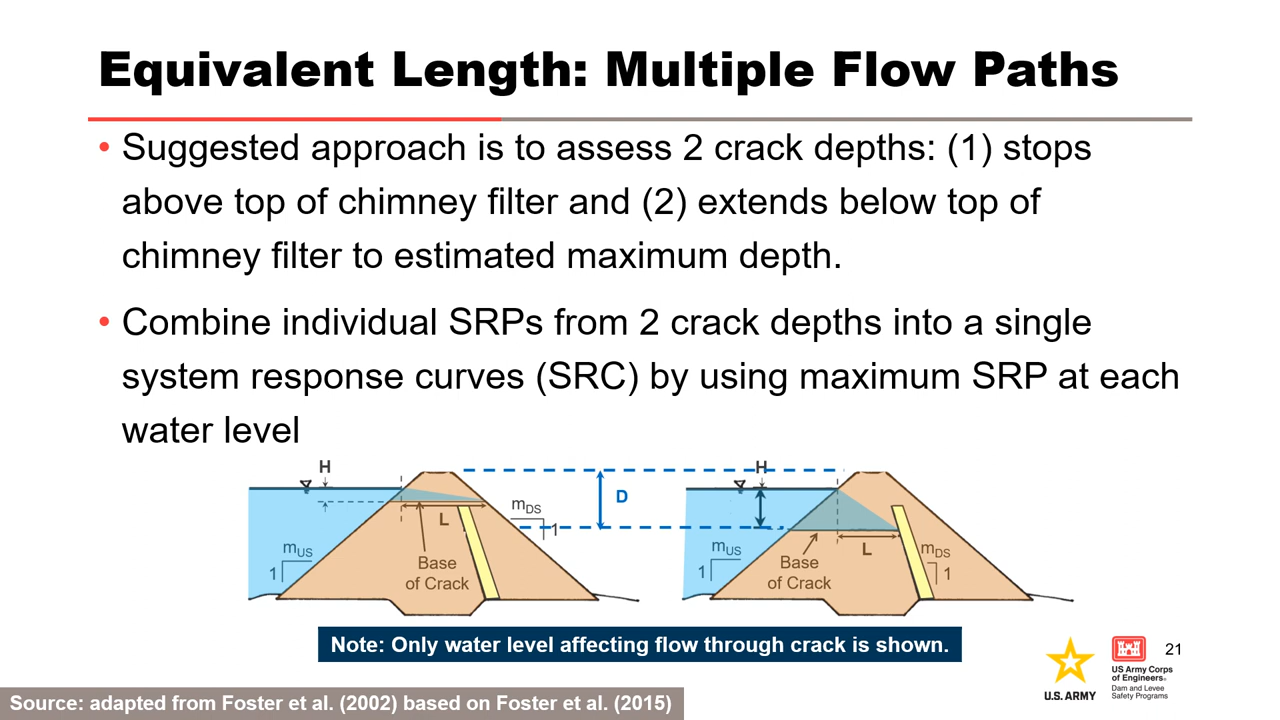 Equivalent Length: Multiple Flow Paths
• Suggested approach is to assess 2 crack depths: (1) stops
above top of chimney filter and (2) extends below top of
chimney filter to estimated maximum depth.
• Combine individual SRPs from 2 crack depths into a single
system response curves (SRC) by using maximum SRP at each
water level
H
L
mDS
1
mUS
1
Base
of Crack
D
H
L
mDS
1
mUS
1
Base
of Crack
Note: Only water level affecting flow through crack is shown.
U.S. ARMY
US Army Corps
of Engineers®
Dam and Levee
Safety Programs
21
Source: adapted from Foster et al. (2002) based on Foster et al. (2015)